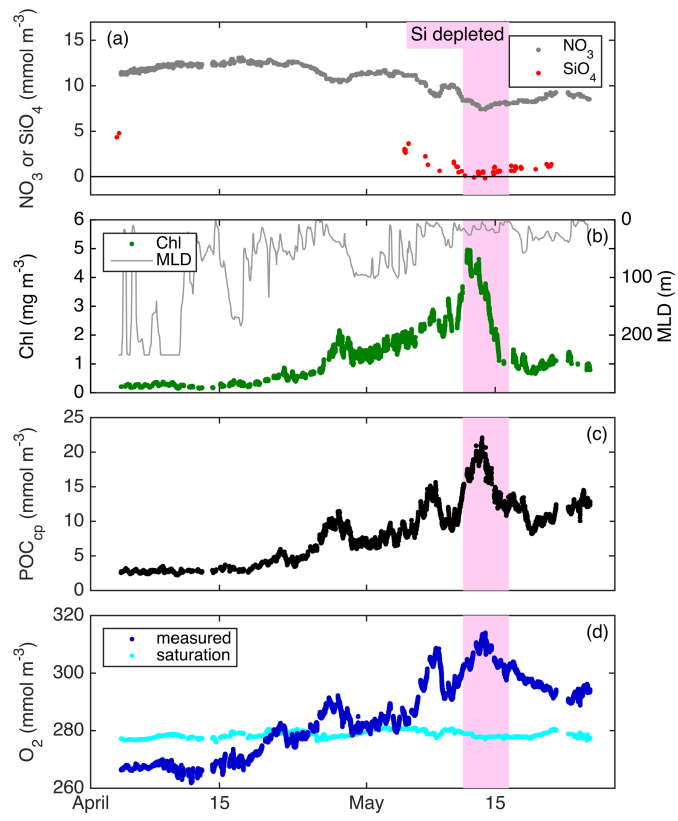 Si depleted
(a)
NO3
SiO4
NO3 or SiO4 (mmol m-3)
15
10
5
0
(b)
Chl
MLD
Chl (mg m-3)
6
5
4
3
2
1
0
MLD (m)
0
100
200
(c)
POCcp (mmol m-3)
25
20
15
10
5
0
(d)
measured
saturation
O2 (mmol m-3)
320
300
280
260
April
15
May
15